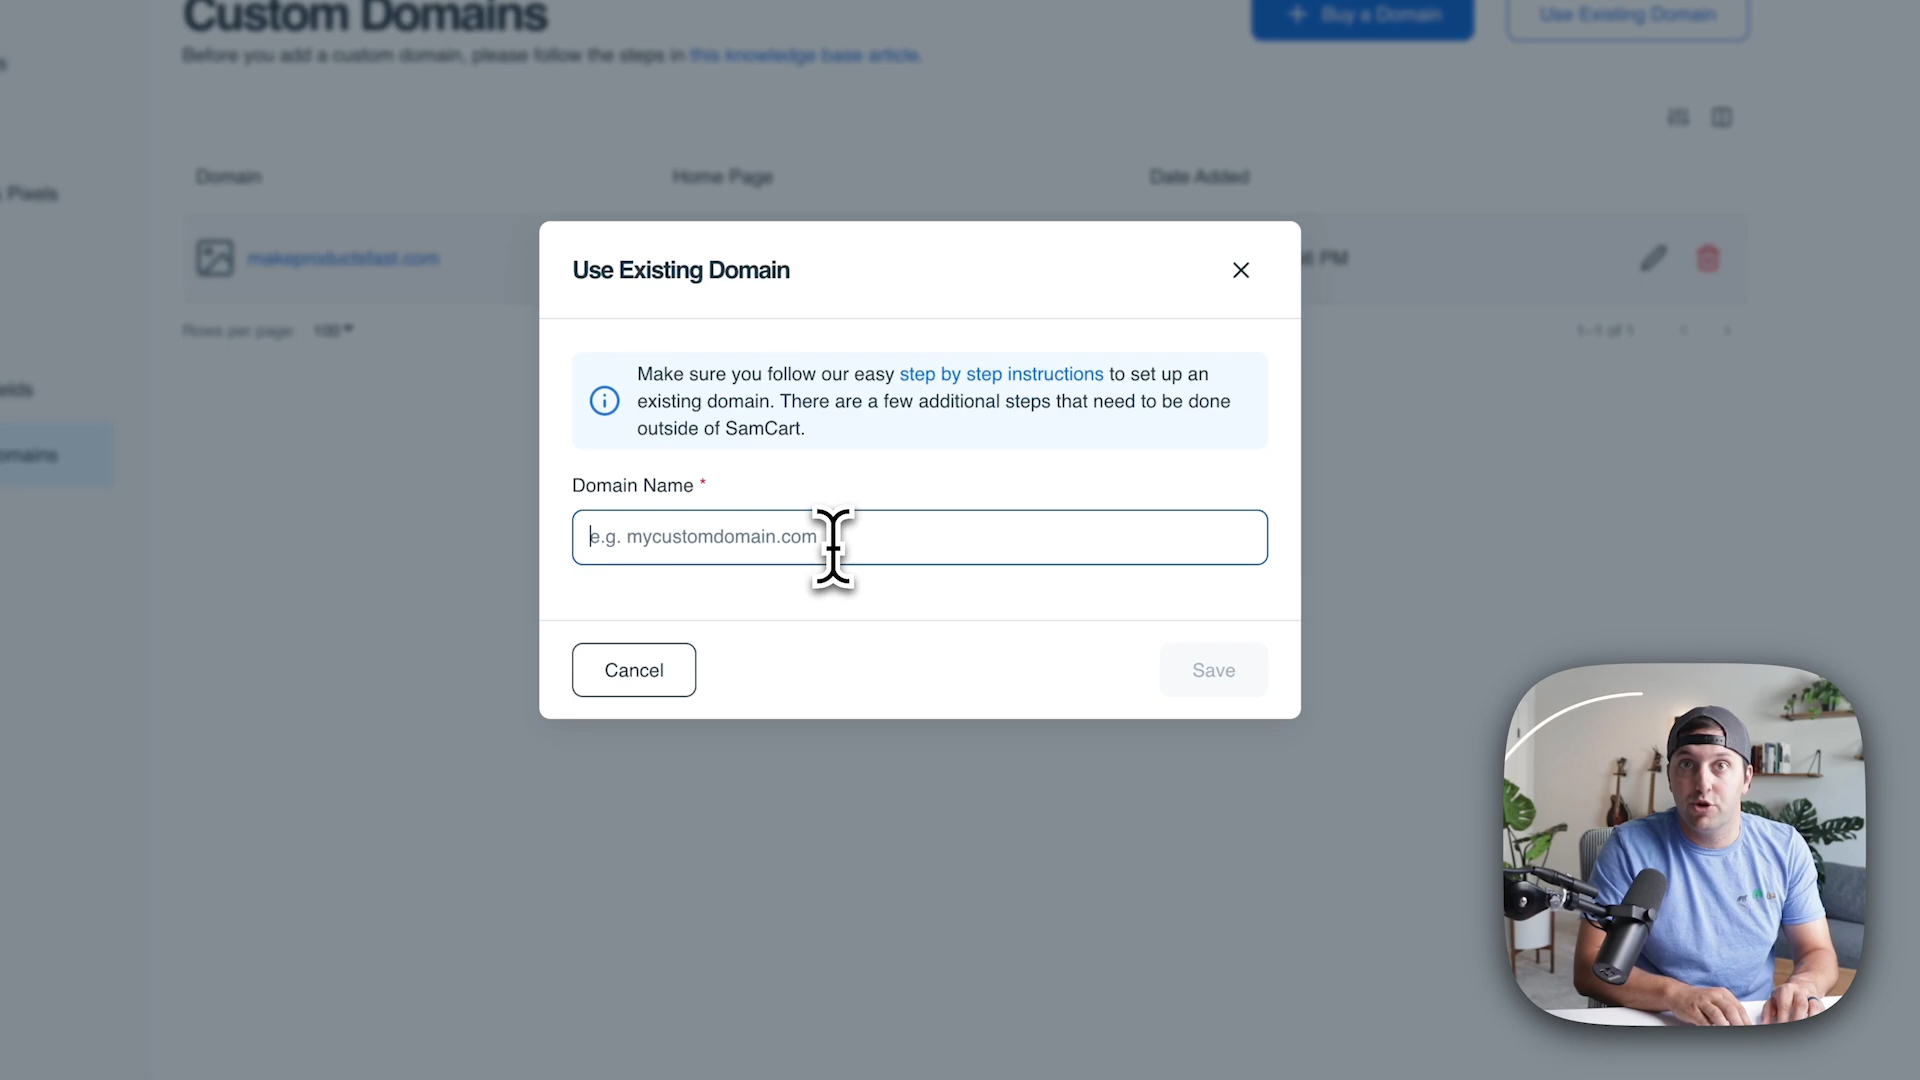 Custom Domains
+ Buy a Domain
Use Existing Domain
Before you add a custom domain, please follow the steps in this knowledge base article.
Domain
Home Page
Date Added
Pixels
makeproductsfast.com
PM
Rows per page: 100
1–1 of 1
Use Existing Domain
Make sure you follow our easy step by step instructions to set up an
existing domain. There are a few additional steps that need to be done
outside of SamCart.
Domain Name *
e.g. mycustomdomain.com
Cancel
Save